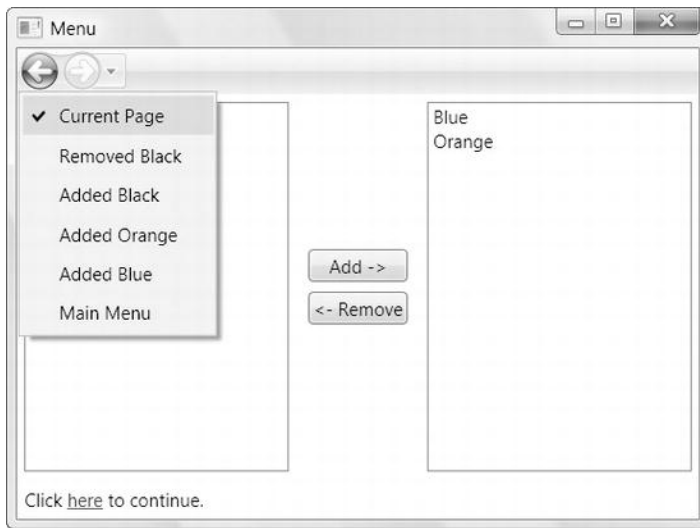 Menu
Current Page
Removed Black
Added Black
Added Orange
Added Blue
Main Menu
Add ->
<- Remove
Blue
Orange
Click here to continue.